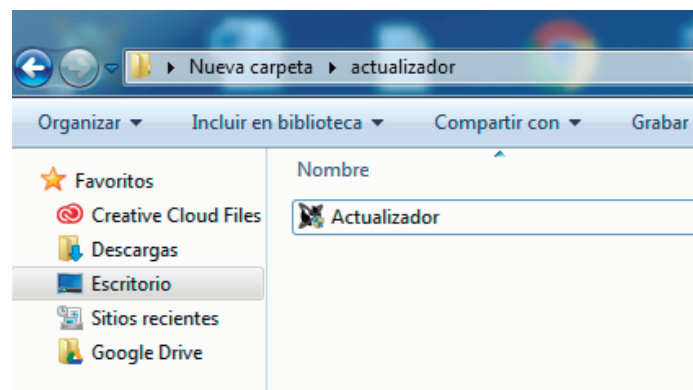 Nueva carpeta actualizador
Organizar Incluir en biblioteca Compartir con Grabar
Favoritos
Creative Cloud Files
Descargas
Escritorio
Sitios recientes
Google Drive
Nombre
Actualizador